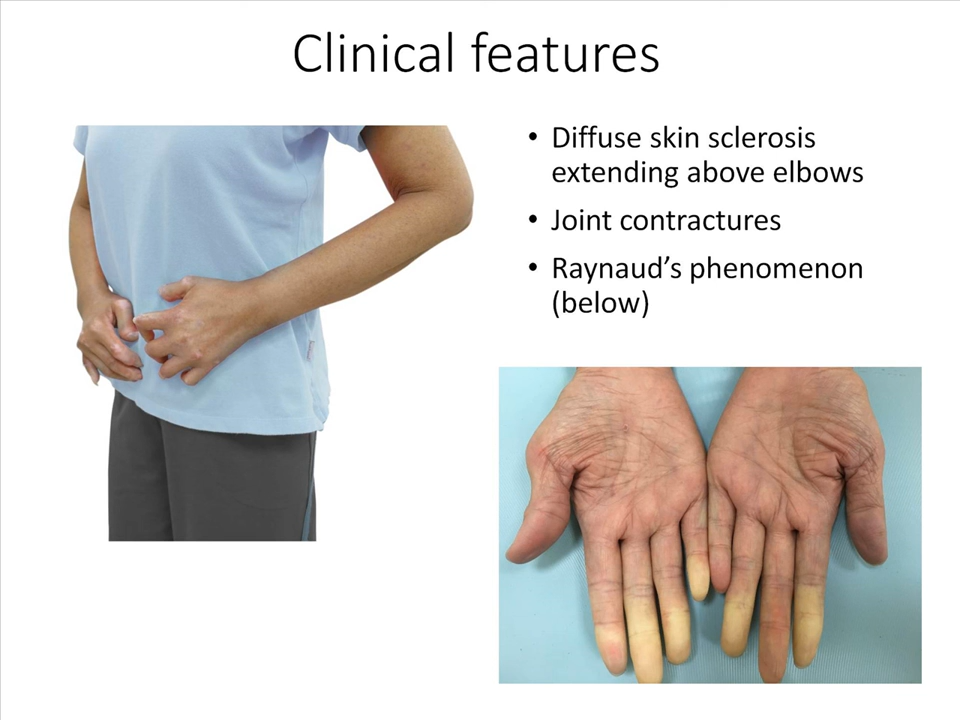 Clinical features
• Diffuse skin sclerosis
extending above elbows
• Joint contractures
• Raynaud’s phenomenon
(below)